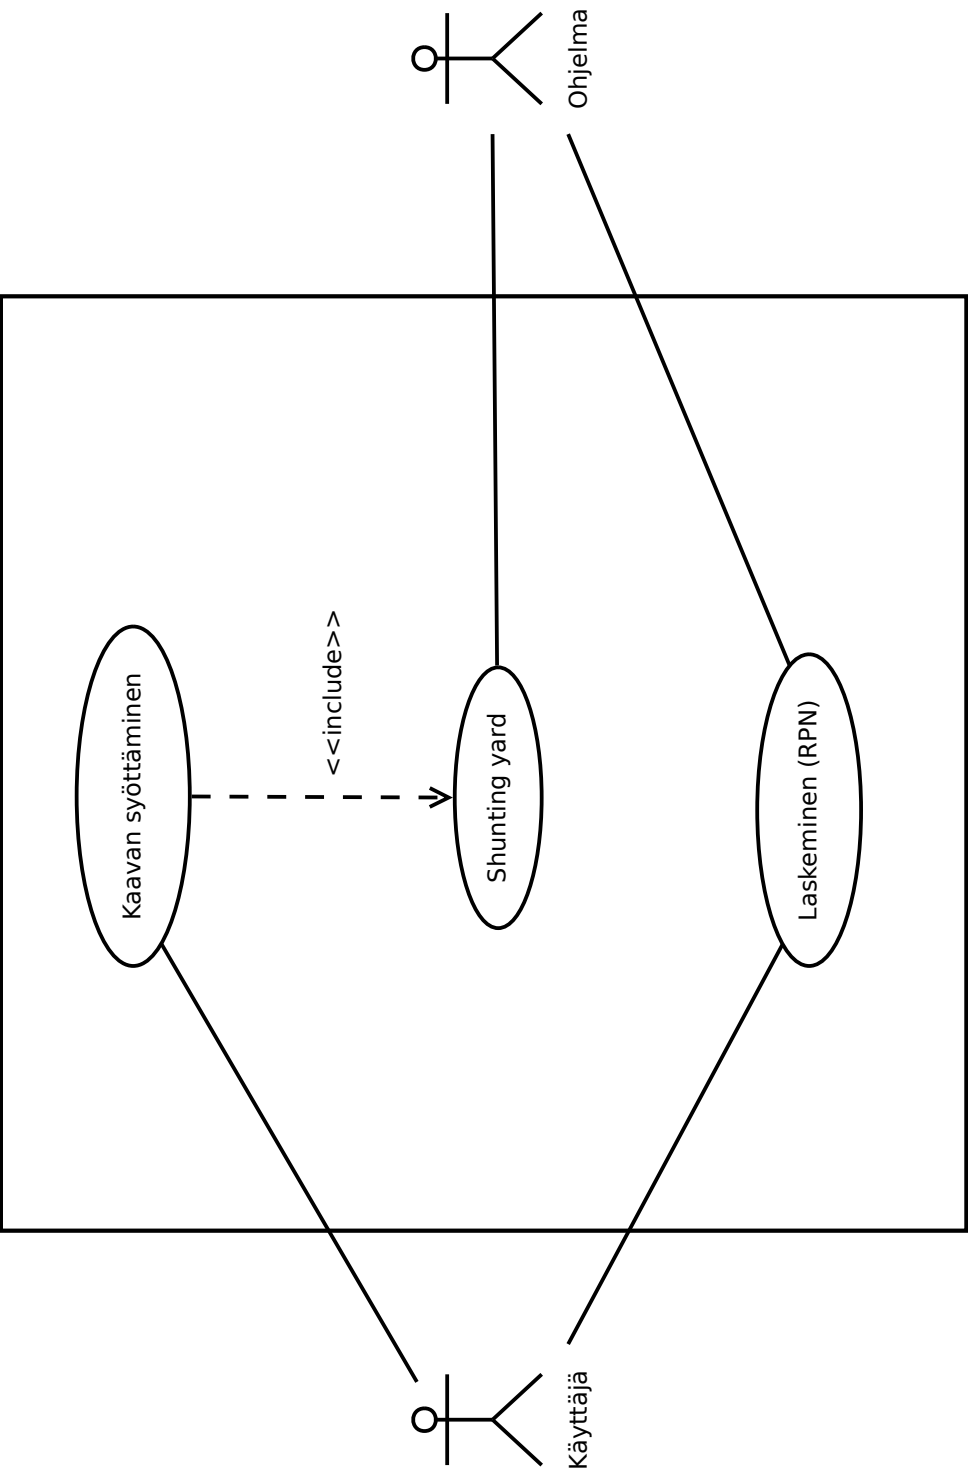 Kaavan syöttäminen
<<include>>
Käyttäjä
Shunting yard
Ohjelma
Laskeminen (RPN)